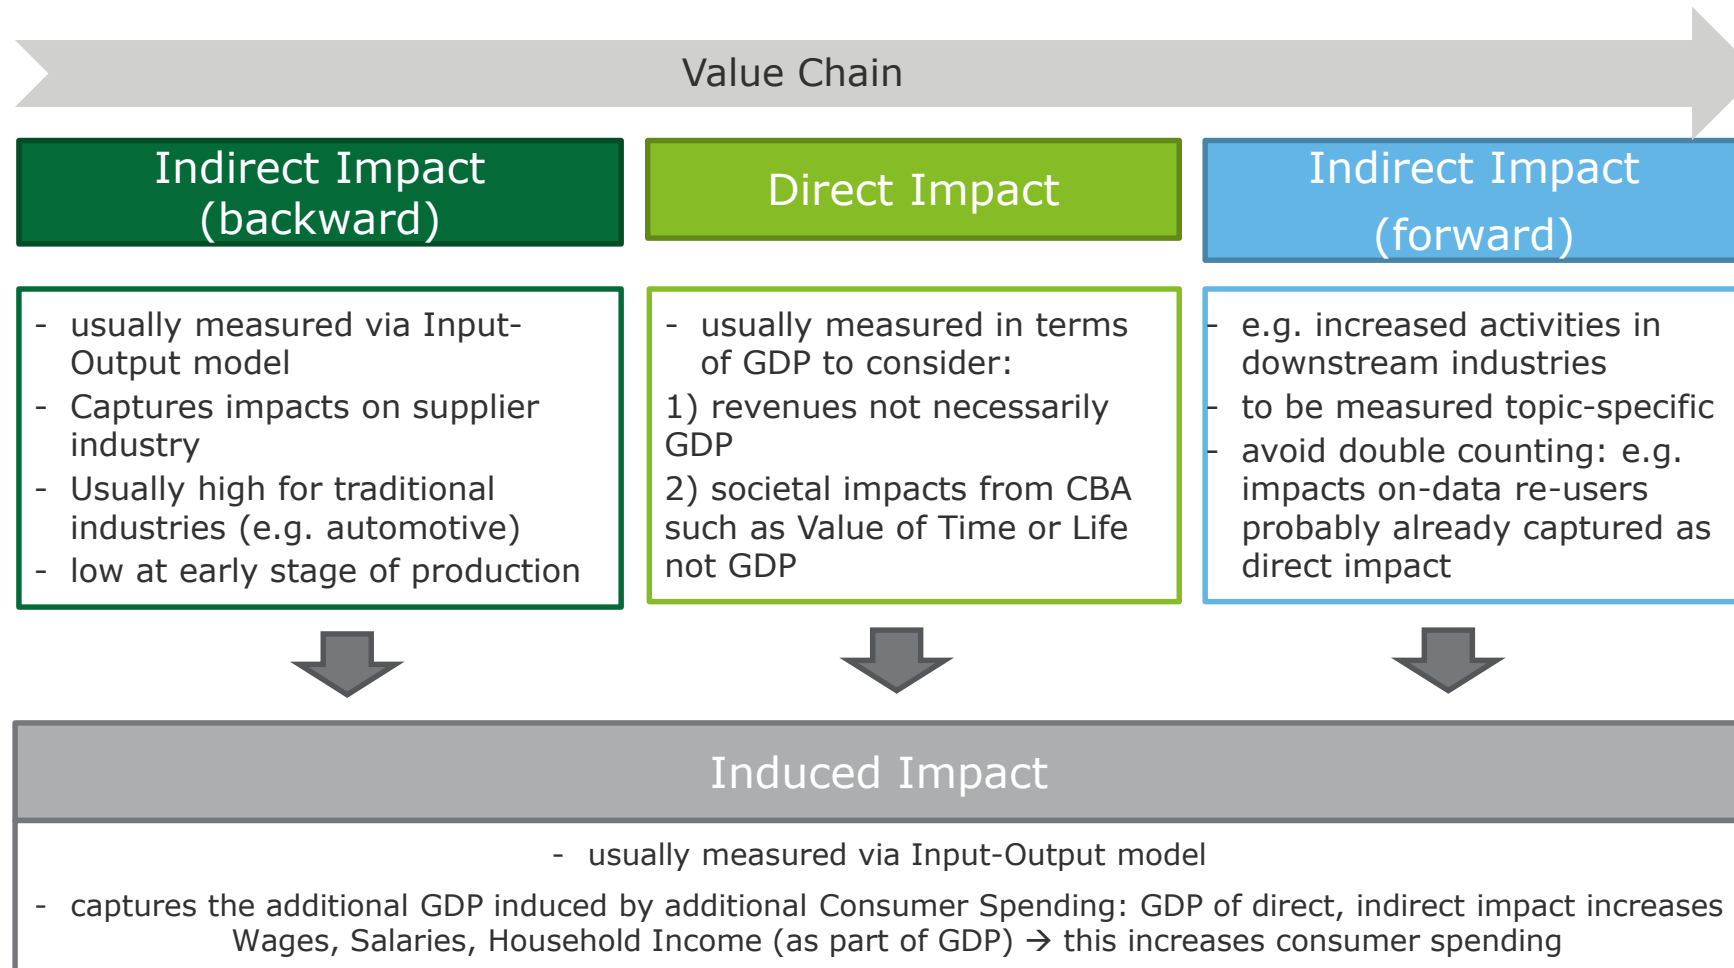 Value Chain
Indirect Impact
(backward)
Direct Impact
Indirect Impact
(forward)
- usually measured via Input-
Output model
- Captures impacts on supplier
industry
- Usually high for traditional
industries (e.g. automotive)
- low at early stage of production
- usually measured in terms
of GDP to consider:
1) revenues not necessarily
GDP
2) societal impacts from CBA
such as Value of Time or Life
not GDP
- e.g. increased activities in
downstream industries
- to be measured topic-specific
- avoid double counting: e.g.
impacts on-data re-users
probably already captured as
direct impact
Induced Impact
- usually measured via Input-Output model
- captures the additional GDP induced by additional Consumer Spending: GDP of direct, indirect impact increases
Wages, Salaries, Household Income (as part of GDP) → this increases consumer spending